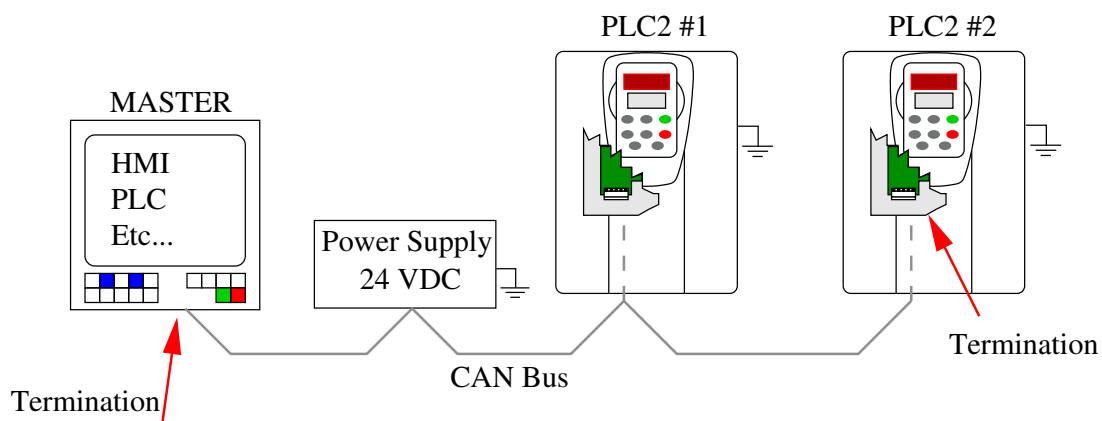 PLC2 #1
PLC2 #2
MASTER
HMI
PLC
Etc...
Power Supply
24 VDC
Termination
CAN Bus
Termination